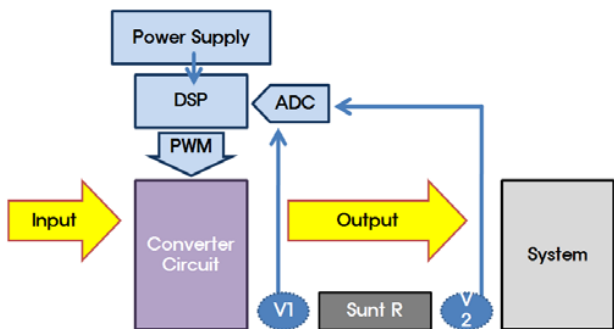 Power Supply
DSP
ADC
PWM
Input
Converter
Circuit
Output
System
V1
Sunt R
V
2